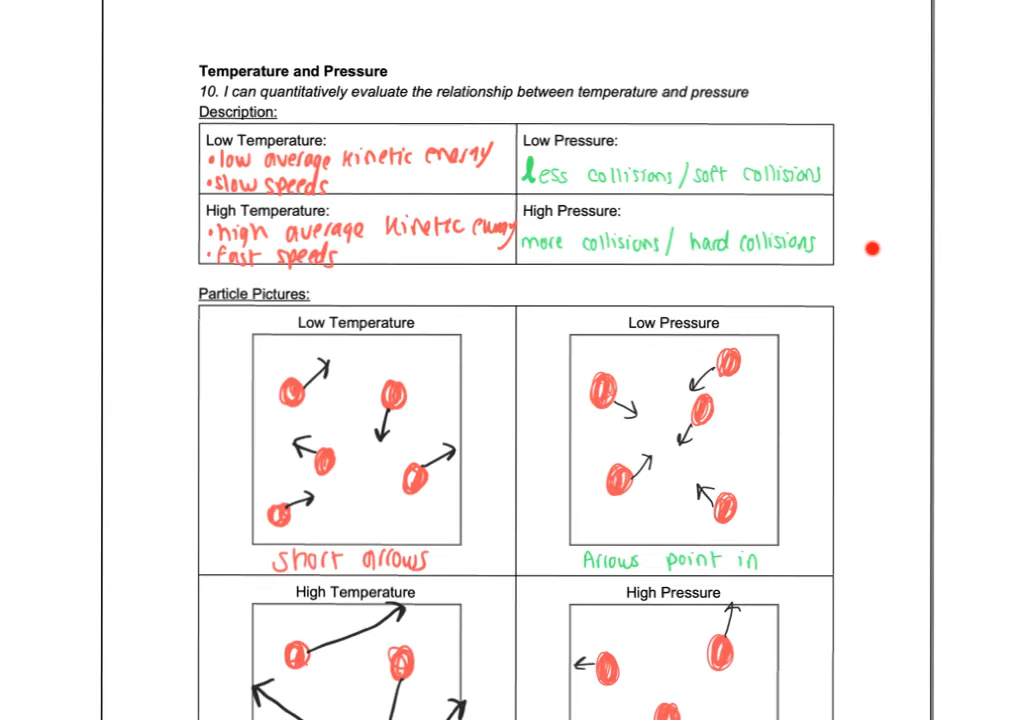 Temperature and Pressure
10. I can quantitatively evaluate the relationship between temperature and pressure
Description:
Low Temperature:
• low average kinetic energy
• slow speeds
Low Pressure:
less collisions / soft collisions
High Temperature:
• high average kinetic energy
• fast speeds
High Pressure:
more collisions / hard collisions
Particle Pictures:
Low Temperature
Low Pressure
short arrows
Arrows point in
High Temperature
High Pressure